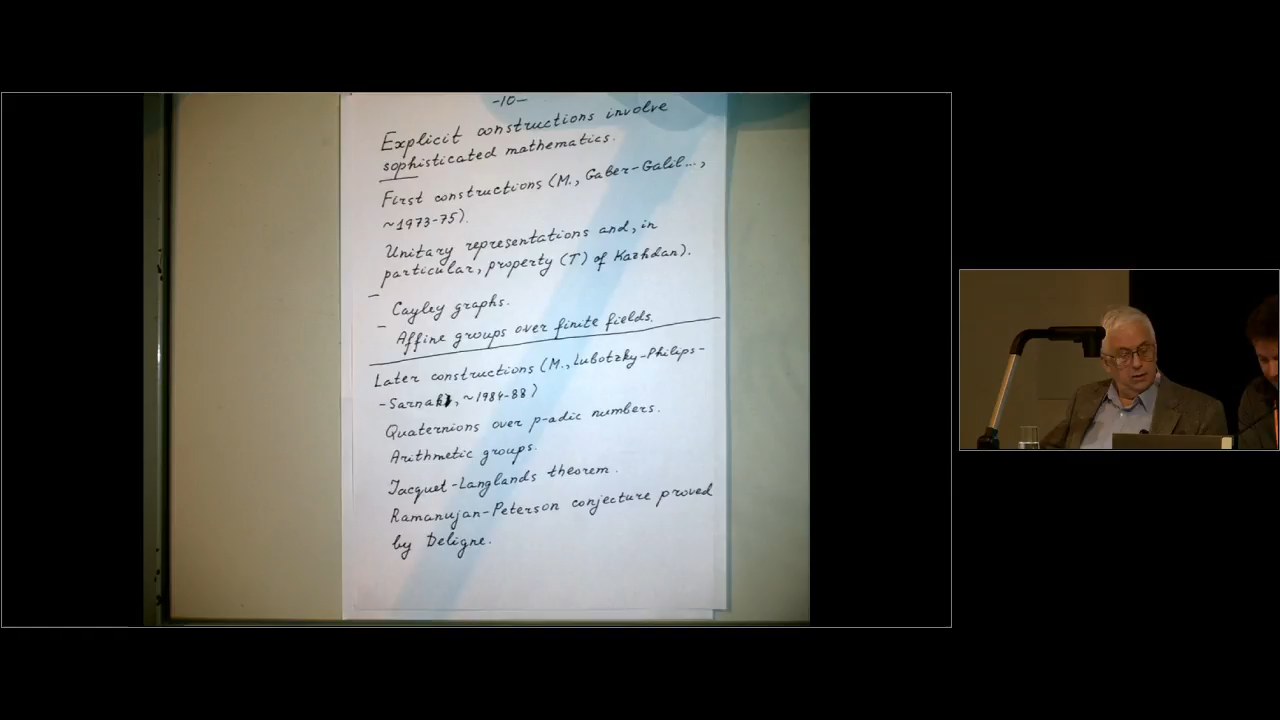 -10-
Explicit constructions involve
sophisticated mathematics.
First constructions (M., Gaber-Galil...,
~1973-75).
Unitary representations and, in
particular, property (T) of Kazhdan).
Cayley graphs.
Affine groups over finite fields.
Later constructions (M., Lubotzky-Philips-
-Sarnak, ~1984-88)
Quaternions over p-adic numbers.
Arithmetic groups.
Jacquet-Langlands theorem.
Ramanujan-Peterson conjecture proved
by Deligne.